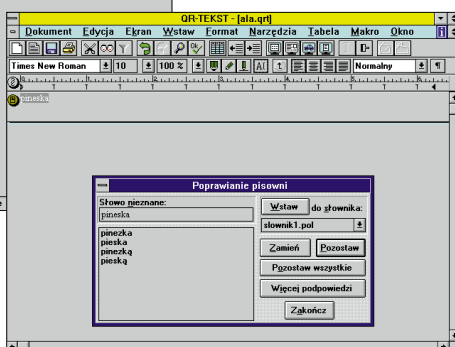 QR-TEKST - [ala.qrt]
Dokument Edycja Ekran Wstaw Format Narzędzia Tabela Makro Okno
Times New Roman 10 100 % Normalny
pineska
Poprawianie pisowni
Słowo nieznane:
pineska
Wstaw do słownika:
slownik1.pol
pinezka
pieska
pinezką
pieską
Zamień Pozostaw
Pozostaw wszystkie
Więcej podpowiedzi
Zakończ